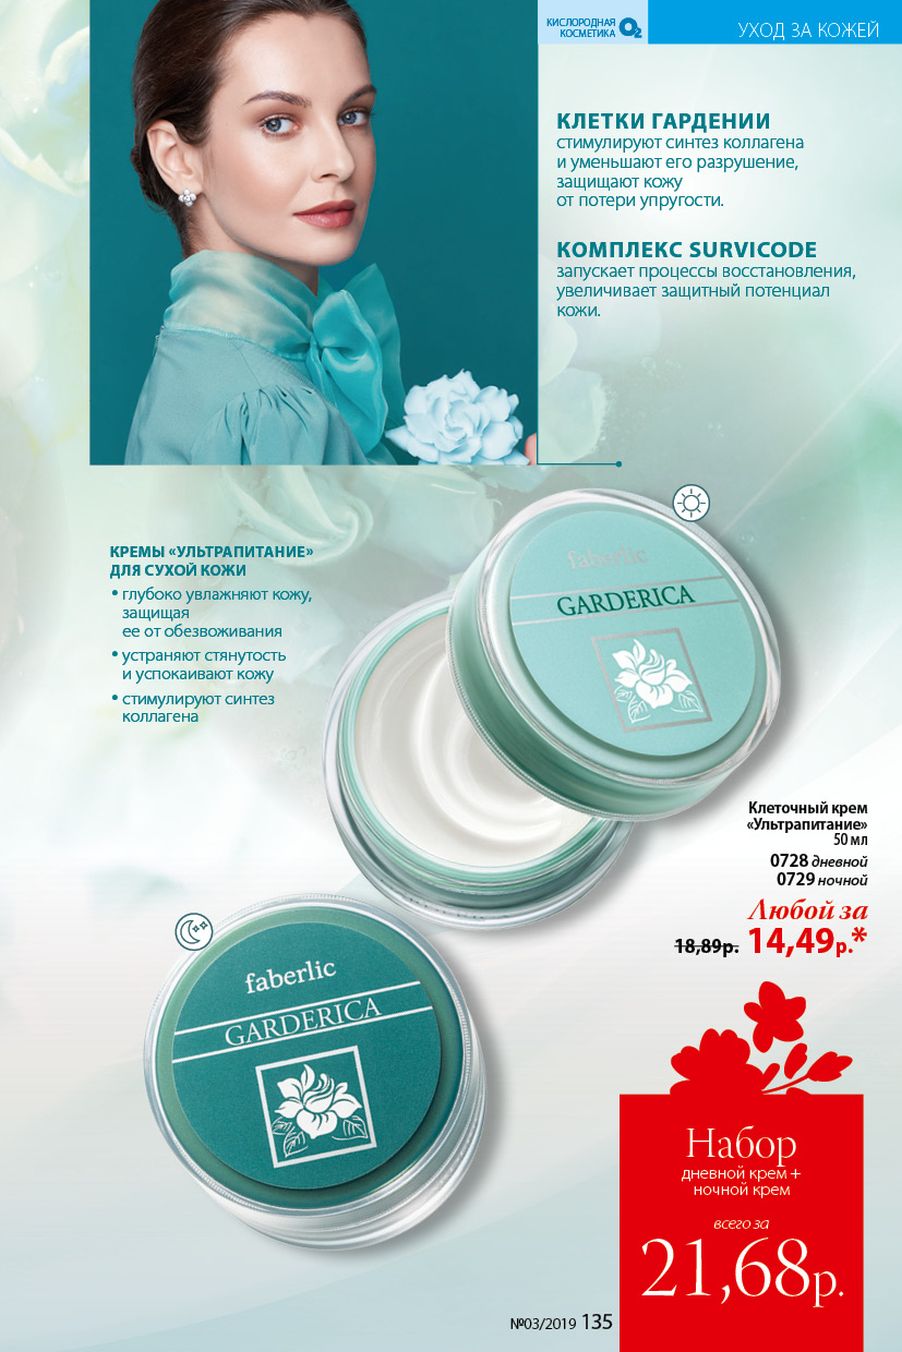 КИСЛОРОДНАЯ
КОСМЕТИКА O2
УХОД ЗА КОЖЕЙ
КЛЕТКИ ГАРДЕНИИ
стимулируют синтез коллагена
и уменьшают его разрушение,
защищают кожу
от потери упругости.
КОМПЛЕКС SURVICODE
запускает процессы восстановления,
увеличивает защитный потенциал
кожи.
КРЕМЫ «УЛЬТРАПИТАНИЕ»
ДЛЯ СУХОЙ КОЖИ
• глубоко увлажняют кожу,
защищая
ее от обезвоживания
• устраняют стянутость
и успокаивают кожу
• стимулируют синтез
коллагена
faberlic
GARDERICA
Клеточный крем
«Ультрапитание»
50 мл
0728 дневной
0729 ночной
Любой за
18,89р. 14,49р.*
faberlic
GARDERICA
Набор
дневной крем +
ночной крем
всего за
21,68р.
№03/2019 135